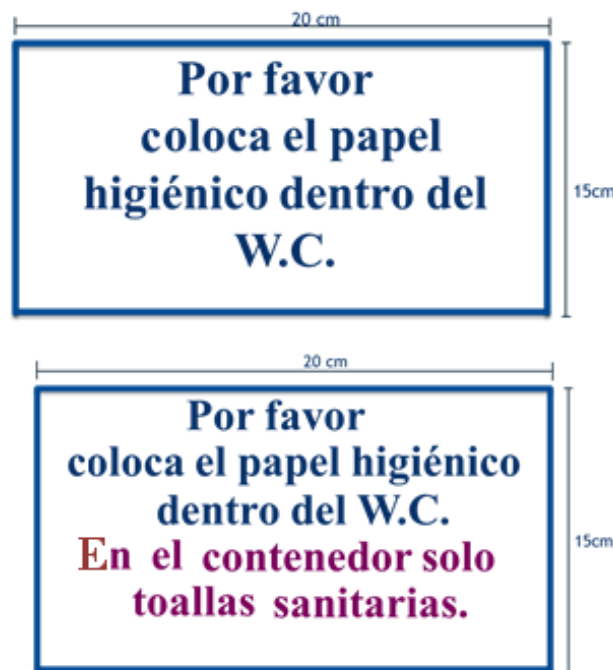 20 cm
Por favor
coloca el papel
higiénico dentro del
W.C.
15cm
20 cm
Por favor
coloca el papel higiénico
dentro del W.C.
En el contenedor solo
toallas sanitarias.
15cm